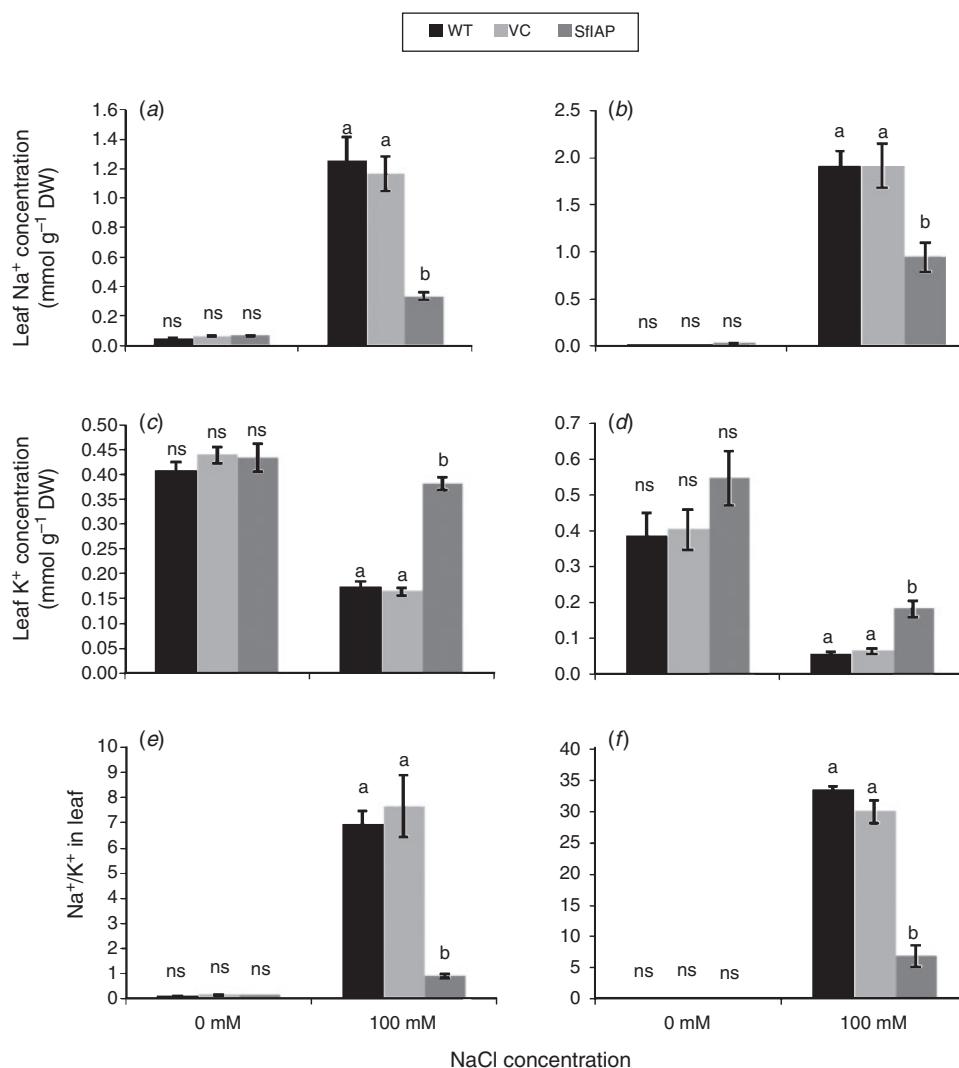 WT VC SfIAP
(a)
Leaf Na⁺ concentration
(mmol g⁻¹ DW)
1.6
1.4
1.2
1.0
0.8
0.6
0.4
0.2
0.0
ns ns ns
a a b
(b)
2.5
2.0
1.5
1.0
0.5
0.0
ns ns ns
a a b
(c)
Leaf K⁺ concentration
(mmol g⁻¹ DW)
0.50
0.45
0.40
0.35
0.30
0.25
0.20
0.15
0.10
0.05
0.00
ns ns ns
a a b
(d)
0.7
0.6
0.5
0.4
0.3
0.2
0.1
0.0
ns ns ns
a a b
(e)
Na⁺/K⁺ in leaf
10
9
8
7
6
5
4
3
2
1
0
ns ns ns
a a b
0 mM 100 mM
(f)
40
35
30
25
20
15
10
5
0
ns ns ns
a a b
0 mM 100 mM
NaCl concentration